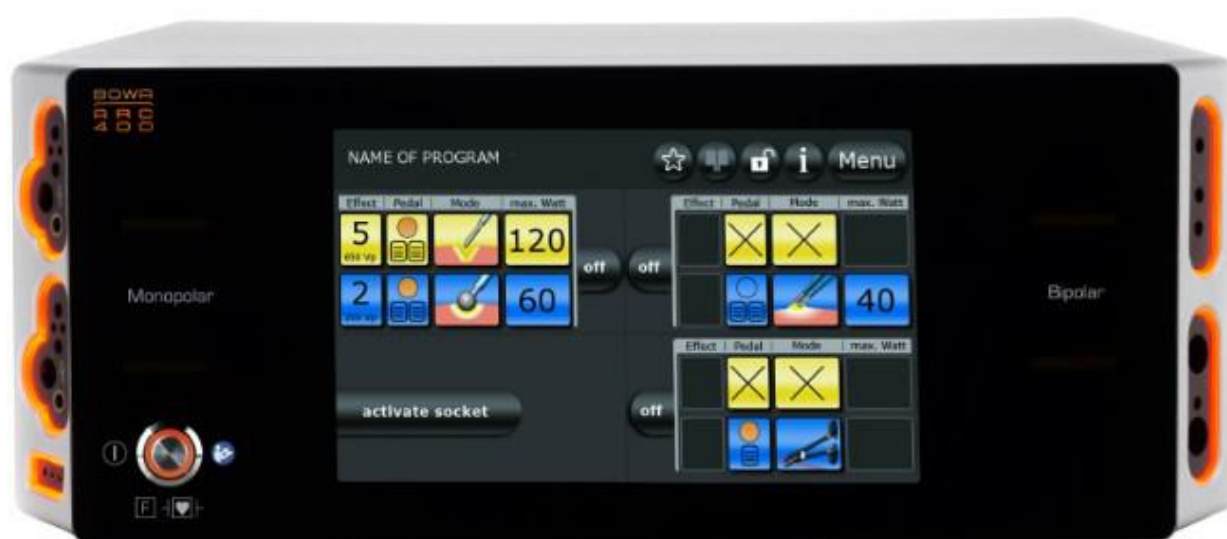 BOWA
ARC
400
NAME OF PROGRAM
i
Menu
Effect Pedal Mode max. Watt
5
120
2
60
off
off
Effect Pedal Mode max. Watt
40
Monopolar
Bipolar
activate socket
off
Effect Pedal Mode max. Watt
F